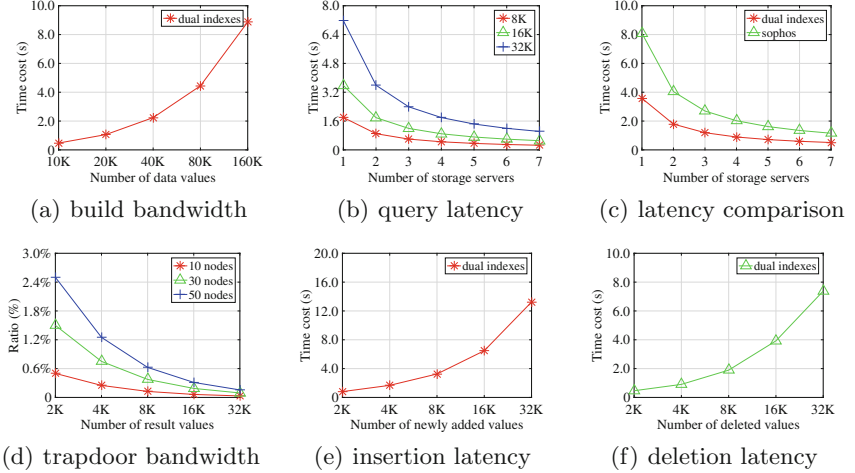 10.0
8.0
6.0
4.0
2.0
0
Time cost (s)
dual indexes
10K 20K 40K 80K 160K
Number of data values
(a) build bandwidth
8.0
6.4
4.8
3.2
1.6
0
Time cost (s)
8K
16K
32K
1 2 3 4 5 6 7
Number of storage servers
(b) query latency
10.0
8.0
6.0
4.0
2.0
0
Time cost (s)
dual indexes
sophos
1 2 3 4 5 6 7
Number of storage servers
(c) latency comparison
3.0%
2.4%
1.8%
1.2%
0.6%
0
Ratio (%)
10 nodes
30 nodes
50 nodes
2K 4K 8K 16K 32K
Number of result values
(d) trapdoor bandwidth
20.0
16.0
12.0
8.0
4.0
0
Time cost (s)
dual indexes
2K 4K 8K 16K 32K
Number of newly added values
(e) insertion latency
10.0
8.0
6.0
4.0
2.0
0
Time cost (s)
dual indexes
2K 4K 8K 16K 32K
Number of deleted values
(f) deletion latency